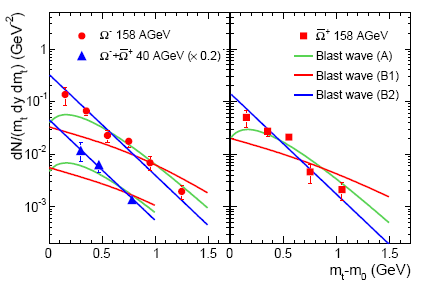 dN/(m_t dy dm_t) (GeV⁻²)
1
10⁻¹
10⁻²
10⁻³
Ω⁻ 158 AGeV
Ω⁻+Ω̅⁺ 40 AGeV (× 0.2)
0 0.5 1 1.5
Ω̅⁺ 158 AGeV
Blast wave (A)
Blast wave (B1)
Blast wave (B2)
0 0.5 1 1.5
m_t-m_0 (GeV)